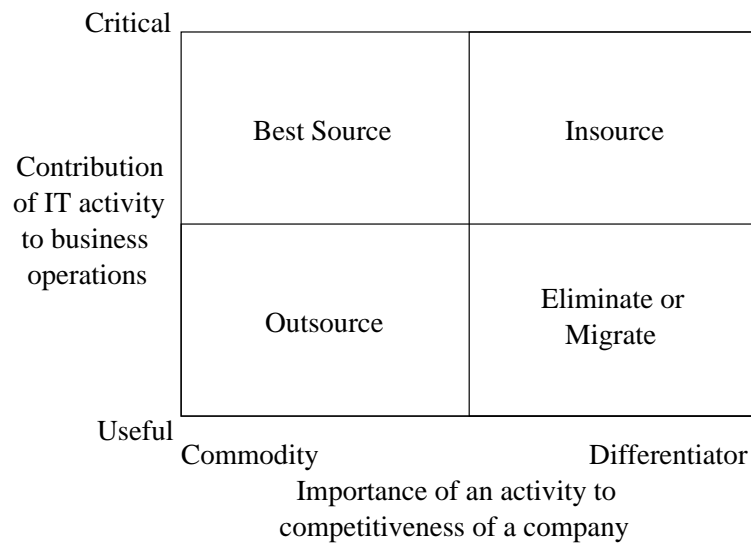 Critical
Best Source
Insource
Contribution
of IT activity
to business
operations
Outsource
Eliminate or
Migrate
Useful
Commodity
Differentiator
Importance of an activity to
competitiveness of a company